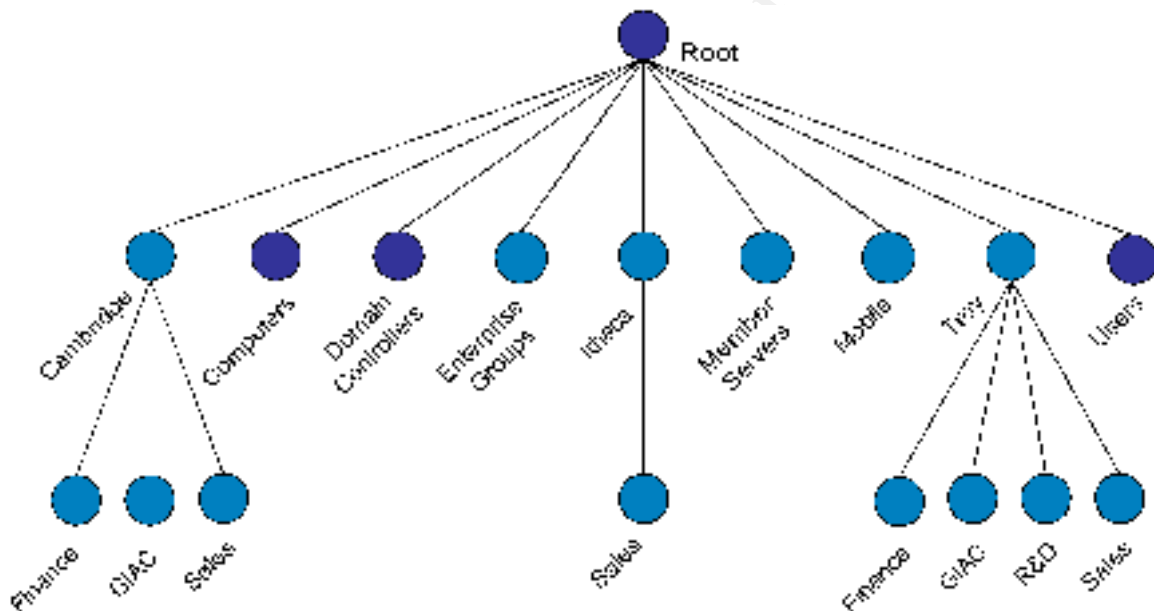 Root
Cambridge
Computers
Domain
Controllers
Enterprise
Groups
Ithaca
Member
Servers
Mobile
Troy
Users
Finance
GIAC
Sales
Sales
Finance
GIAC
R&D
Sales